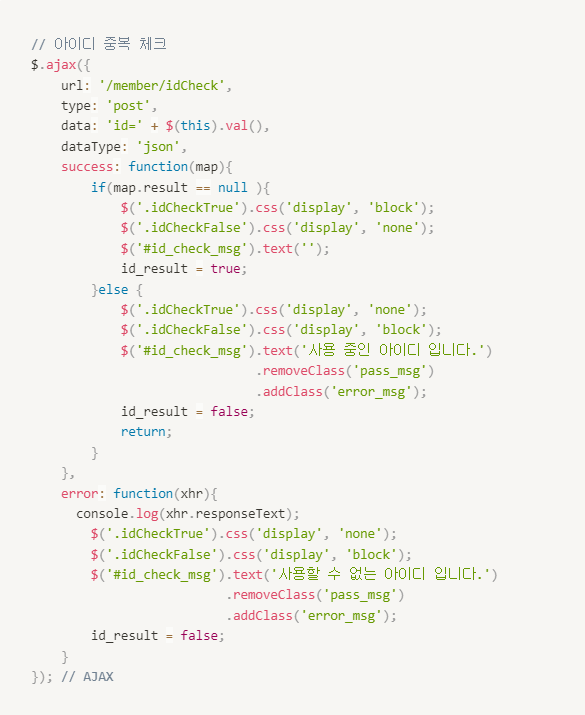 // 아이디 중복 체크
$.ajax({
    url: '/member/idCheck',
    type: 'post',
    data: 'id=' + $(this).val(),
    dataType: 'json',
    success: function(map){
        if(map.result == null ){
            $('.idCheckTrue').css('display', 'block');
            $('.idCheckFalse').css('display', 'none');
            $('#id_check_msg').text('');
            id_result = true;
        }else {
            $('.idCheckTrue').css('display', 'none');
            $('.idCheckFalse').css('display', 'block');
            $('#id_check_msg').text('사용 중인 아이디 입니다.')
                              .removeClass('pass_msg')
                              .addClass('error_msg');
            id_result = false;
            return;
        }
    },
    error: function(xhr){
      console.log(xhr.responseText);
        $('.idCheckTrue').css('display', 'none');
        $('.idCheckFalse').css('display', 'block');
        $('#id_check_msg').text('사용할 수 없는 아이디 입니다.')
                          .removeClass('pass_msg')
                          .addClass('error_msg');
        id_result = false;
    }
}); // AJAX